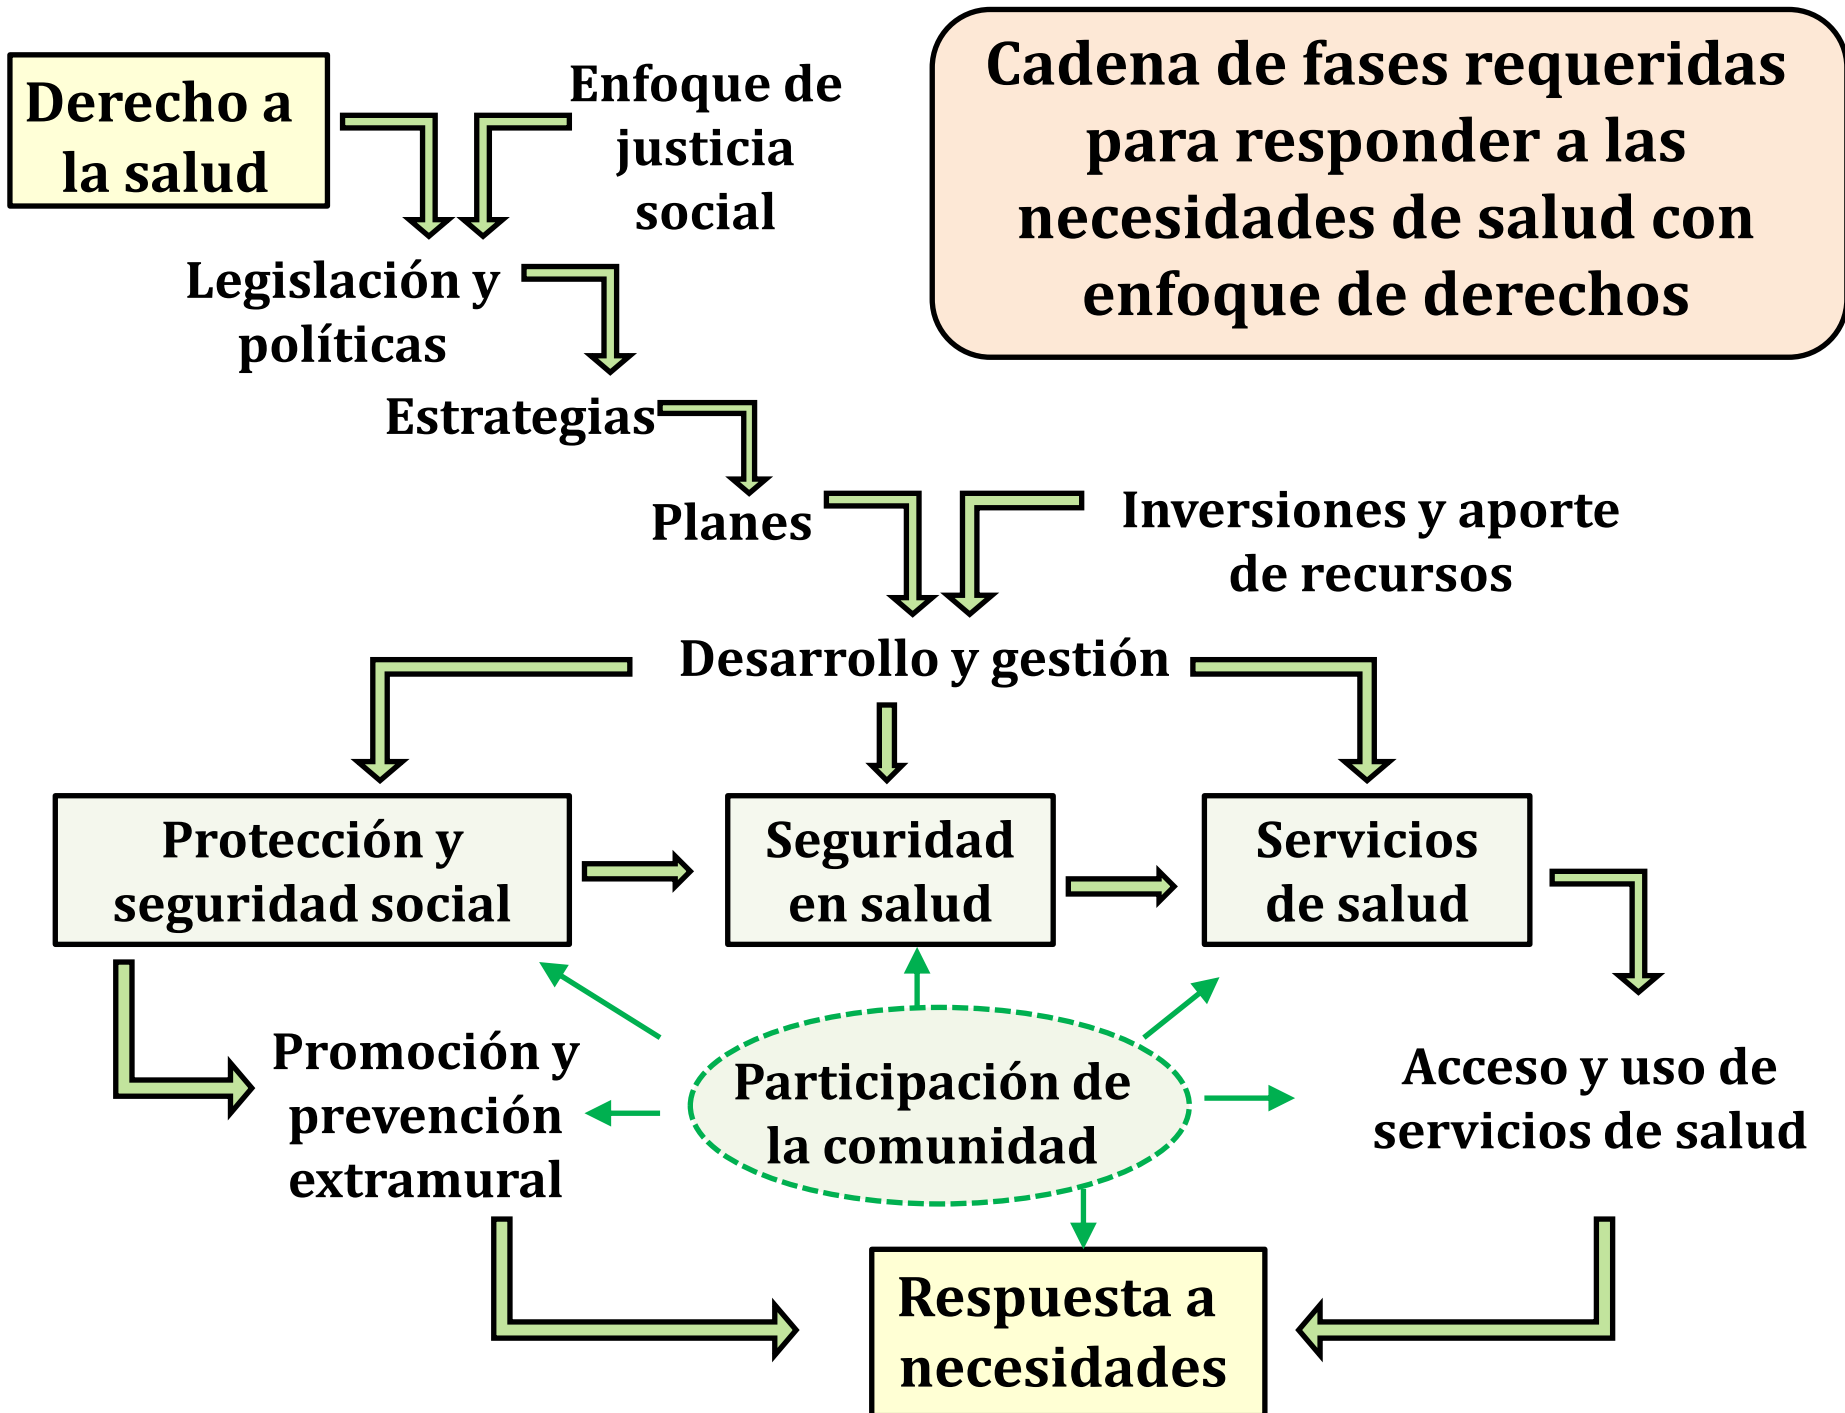 Derecho a
la salud
Enfoque de
justicia
social
Cadena de fases requeridas
para responder a las
necesidades de salud con
enfoque de derechos
Legislación y
políticas
Estrategias
Planes
Inversiones y aporte
de recursos
Desarrollo y gestión
Protección y
seguridad social
Seguridad
en salud
Servicios
de salud
Promoción y
prevención
extramural
Participación de
la comunidad
Acceso y uso de
servicios de salud
Respuesta a
necesidades